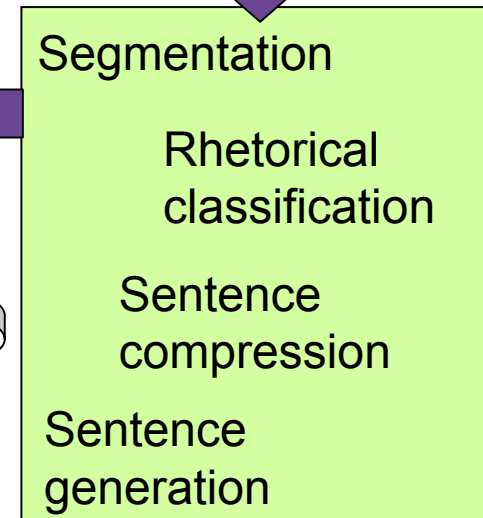 Segmentation
Rhetorical
classification
Sentence
compression
Sentence
generation